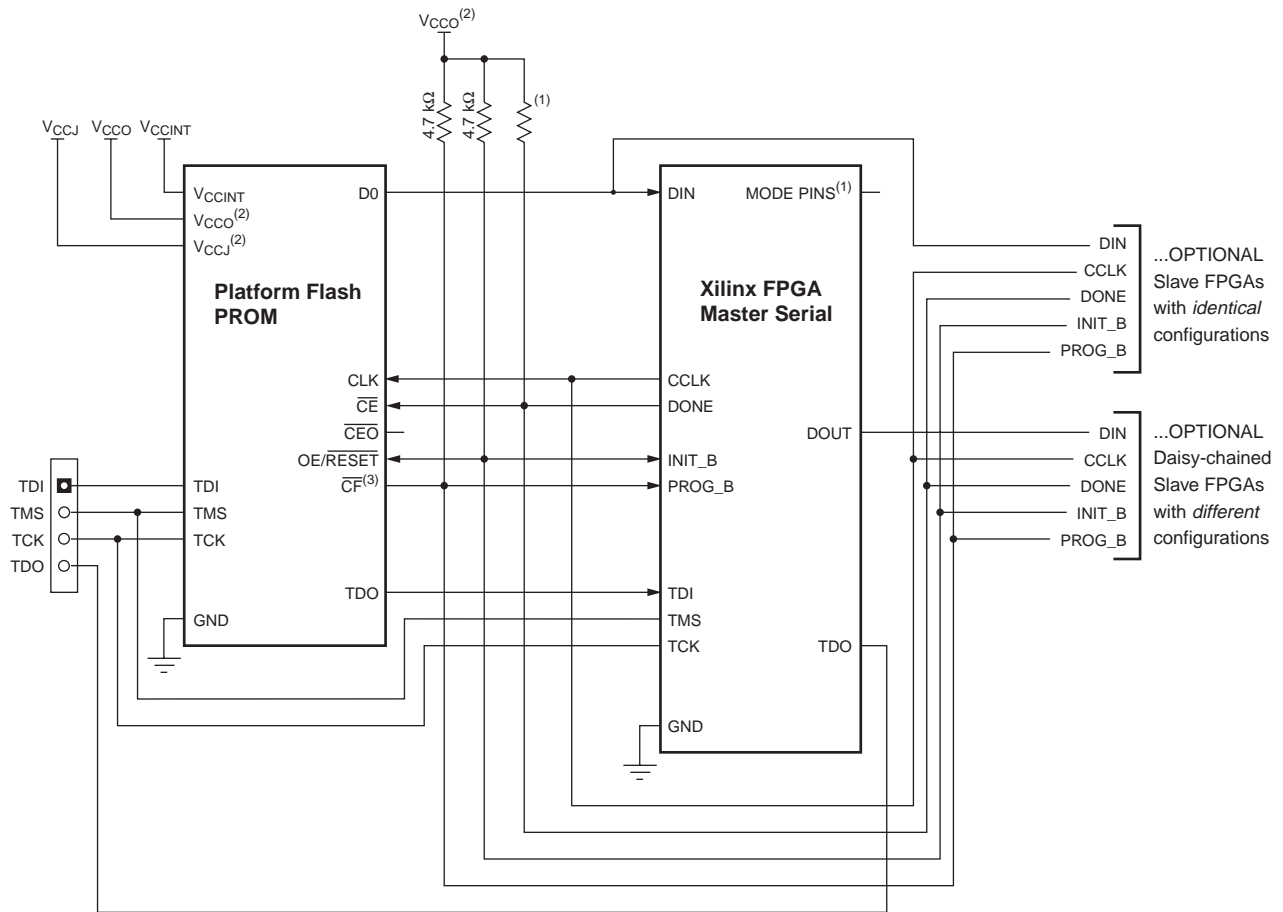 VCCO(2)
4.7 kΩ
4.7 kΩ
(1)
VCCJ VCCO VCCINT
VCCINT
VCCO(2)
VCCJ(2)
D0
Platform Flash
PROM
CLK
CE
CEO
OE/RESET
CF(3)
TDI
TMS
TCK
TDO
GND
TDI
TMS
TCK
TDO
DIN
MODE PINS(1)
Xilinx FPGA
Master Serial
CCLK
DONE
DOUT
INIT_B
PROG_B
TDI
TMS
TCK
TDO
GND
DIN
CCLK
DONE
INIT_B
PROG_B
...OPTIONAL
Slave FPGAs
with identical
configurations
DIN
CCLK
DONE
INIT_B
PROG_B
...OPTIONAL
Daisy-chained
Slave FPGAs
with different
configurations